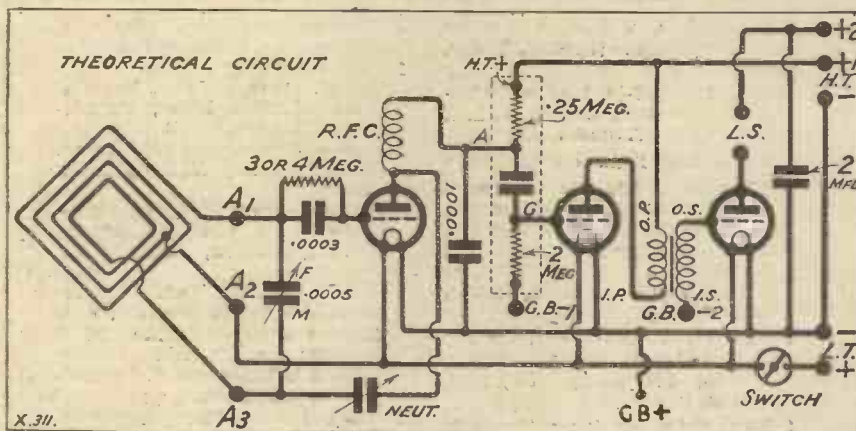 THEORETICAL CIRCUIT
+2
+1
H.T.
-
H.T.+
.25 MEG.
R.F.C.
A
L.S.
3 OR 4 MEG.
A1
.0003
.0001
G
2 MFD
O.P.
O.S.
2 MEG
A2
F
.0005
M
G.B.-1
I.P.
I.S.
G.B.-2
-
L.T.
+
A3
NEUT.
GB+
SWITCH
X.311.